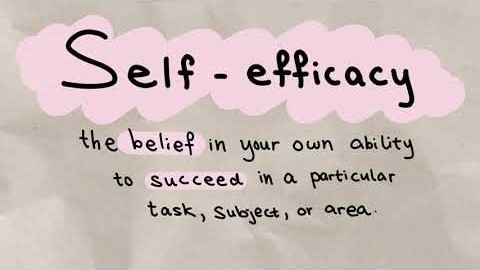 Self-efficacy
the belief in your own ability
to succeed in a particular
task, subject, or area.